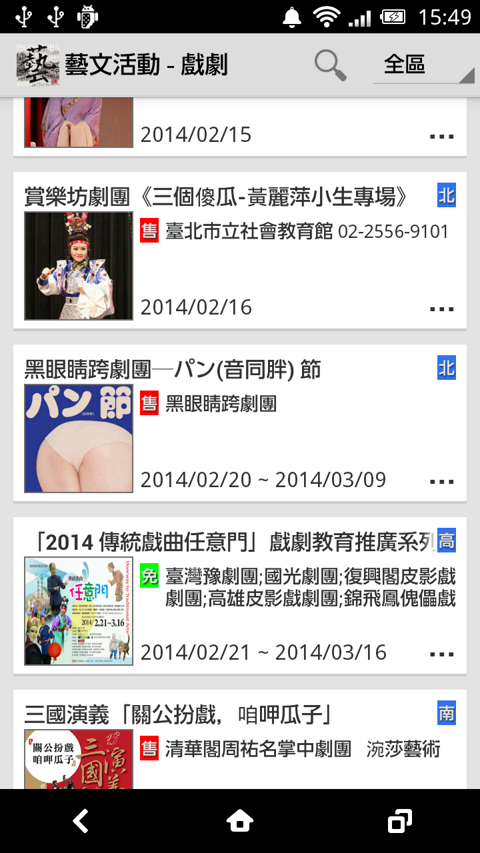 15:49
藝
藝文活動 - 戲劇
全區
2014/02/15
賞樂坊劇團《三個傻瓜-黃麗萍小生專場》
北
售 臺北市立社會教育館 02-2556-9101
2014/02/16
黑眼睛跨劇團─パン(音同胖) 節
北
パン 節
售 黑眼睛跨劇團
2014/02/20 ~ 2014/03/09
「2014 傳統戲曲任意門」戲劇教育推廣系列
高
任意門
2014/2.21-3.16
免 臺灣豫劇團;國光劇團;復興閣皮影戲
劇團;高雄皮影戲劇團;錦飛鳳傀儡戲
2014/02/21 ~ 2014/03/16
三國演義「關公扮戲，咱呷瓜子」
南
關公扮戲
咱呷瓜子
三國演義
售 清華閣周祐名掌中劇團 涴莎藝術